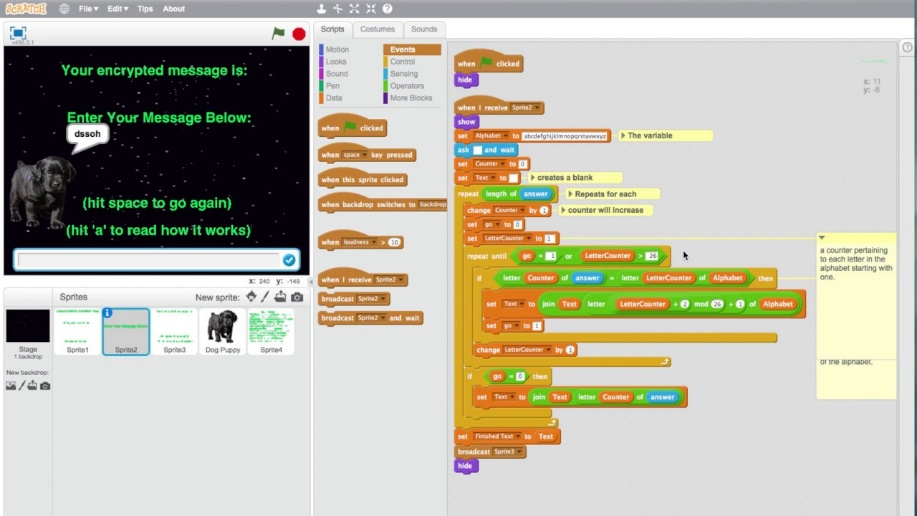 SCRATCH File Edit Tips About
Scripts Costumes Sounds
Motion Events
Looks Control
Sound Sensing
Pen Operators
Data More Blocks
when clicked
when space key pressed
when this sprite clicked
when backdrop switches to backdrop
when loudness > 10
when I receive Sprite2
broadcast Sprite2
broadcast Sprite2 and wait
Your encrypted message is:
Enter Your Message Below:
dssoh
(hit space to go again)
(hit 'a' to read how it works)
x: 240 y: -149
Sprites New sprite:
Stage
1 backdrop
New backdrop:
Sprite1 Sprite2 Sprite3 Dog Puppy Sprite4
when clicked
hide
x: 11
y: -8
when I receive Sprite2
show
set Alphabet to abcdefghijklmnopqrstuvwxyz The variable
ask and wait
set Counter to 0
set Text to creates a blank
repeat length of answer Repeats for each
change Counter by 1 counter will increase
set go to 0
set LetterCounter to 1
repeat until go = 1 or LetterCounter > 26
if letter Counter of answer = letter LetterCounter of Alphabet then
set Text to join Text letter LetterCounter + 2 mod 26 + 1 of Alphabet
set go to 1
change LetterCounter by 1
if go = 0 then
set Text to join Text letter Counter of answer
set Finished Text to Text
broadcast Sprite3
hide
a counter pertaining
to each letter in the
alphabet starting with
one.
of the alphabet.